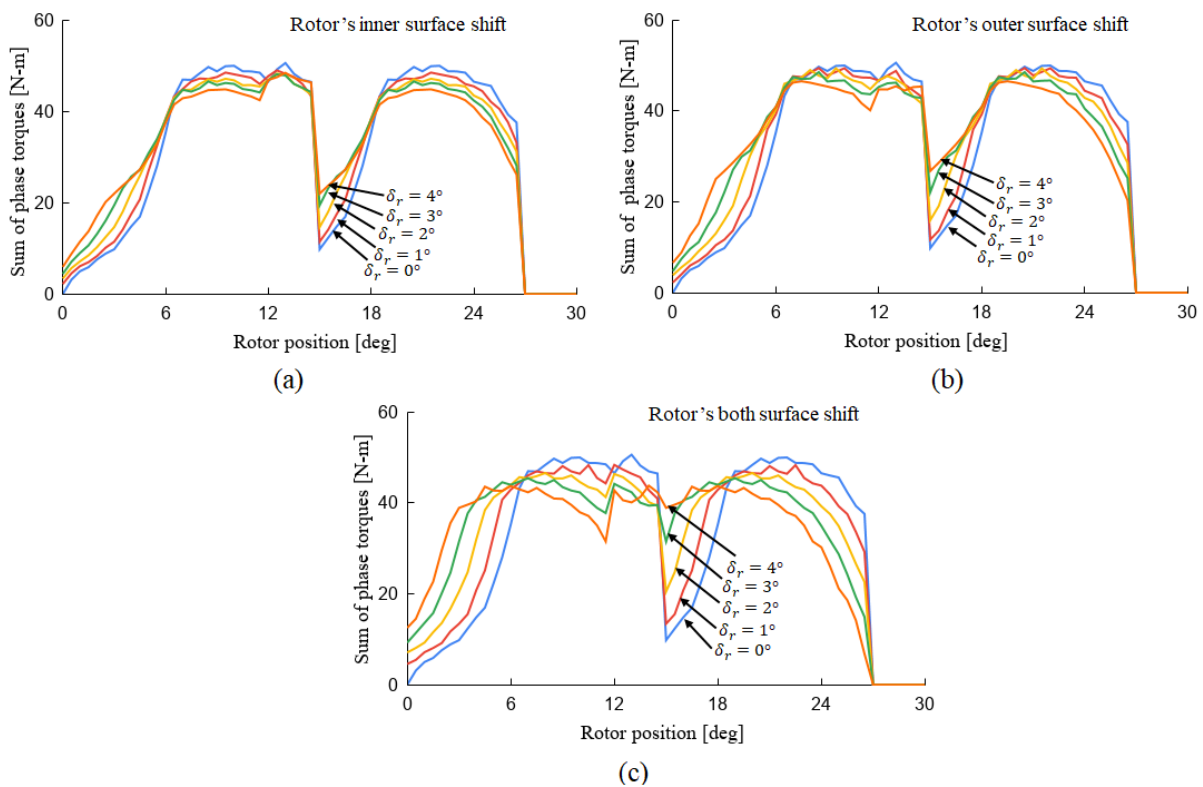 Rotor's inner surface shift
Sum of phase torques [N-m]
60
40
20
0
δr = 4°
δr = 3°
δr = 2°
δr = 1°
δr = 0°
0 6 12 18 24 30
Rotor position [deg]
(a)
Rotor's outer surface shift
Sum of phase torques [N-m]
60
40
20
0
δr = 4°
δr = 3°
δr = 2°
δr = 1°
δr = 0°
0 6 12 18 24 30
Rotor position [deg]
(b)
Rotor's both surface shift
Sum of phase torques [N-m]
60
40
20
0
δr = 4°
δr = 3°
δr = 2°
δr = 1°
δr = 0°
0 6 12 18 24 30
Rotor position [deg]
(c)